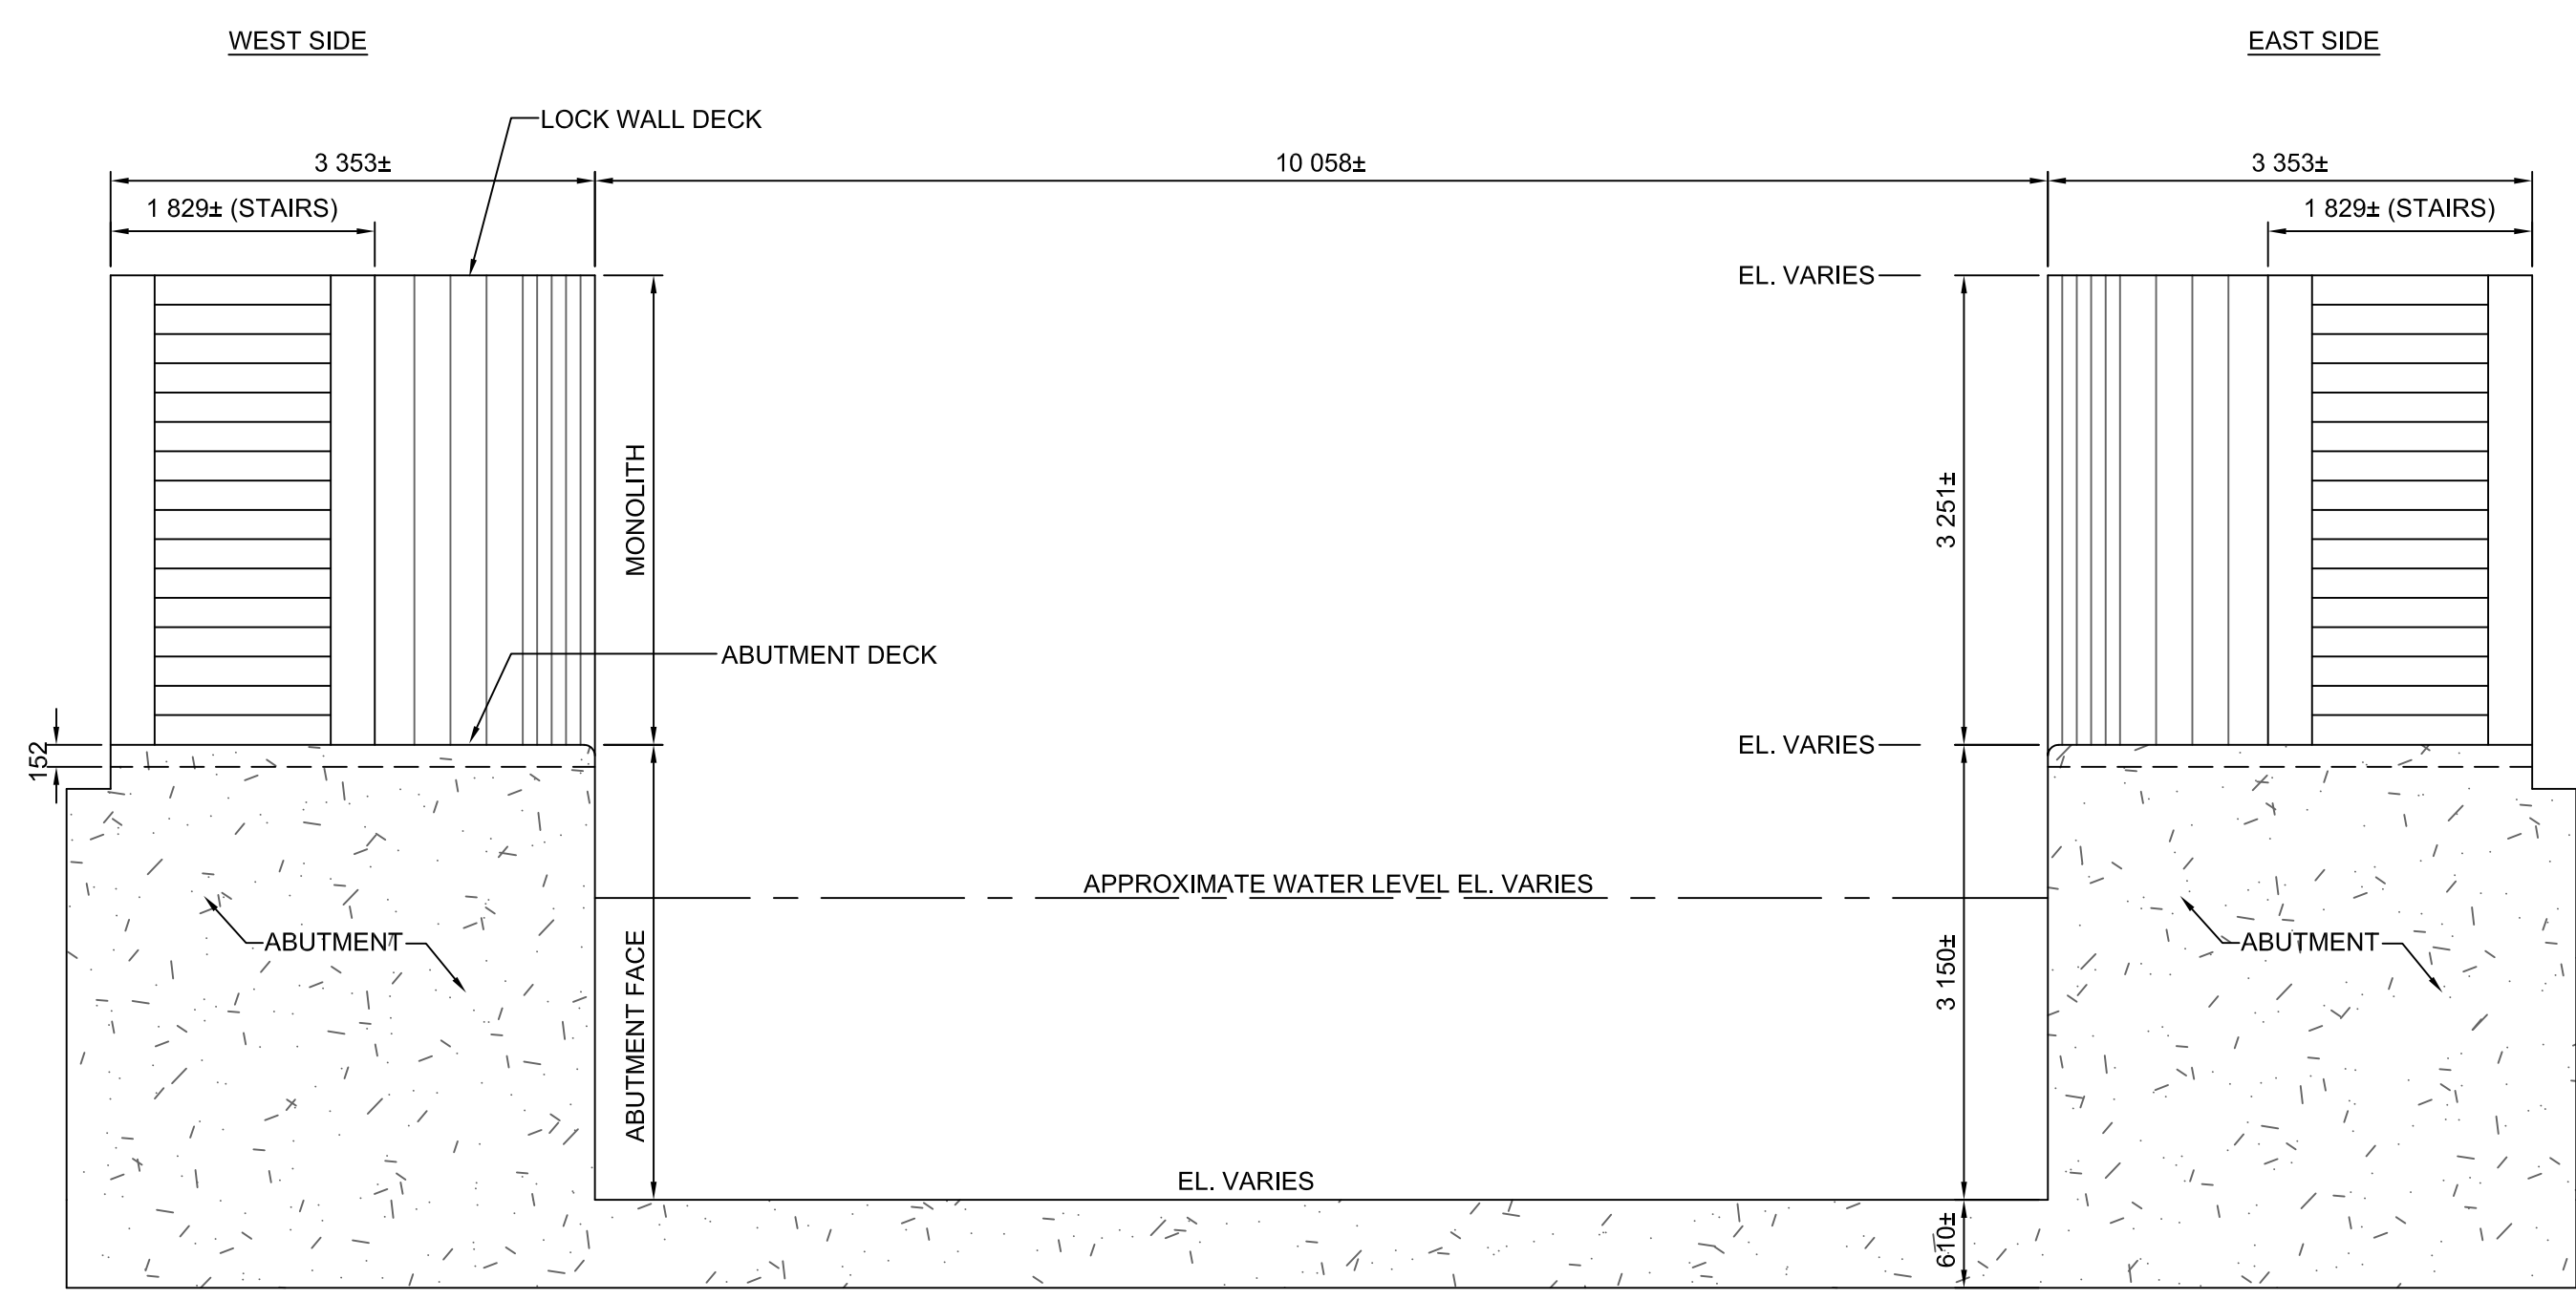 WEST SIDE
EAST SIDE
LOCK WALL DECK
3 353±
10 058±
3 353±
1 829± (STAIRS)
1 829± (STAIRS)
EL. VARIES
MONOLITH
3 251±
ABUTMENT DECK
152
EL. VARIES
APPROXIMATE WATER LEVEL EL. VARIES
ABUTMENT
ABUTMENT
ABUTMENT FACE
3 150±
EL. VARIES
610±